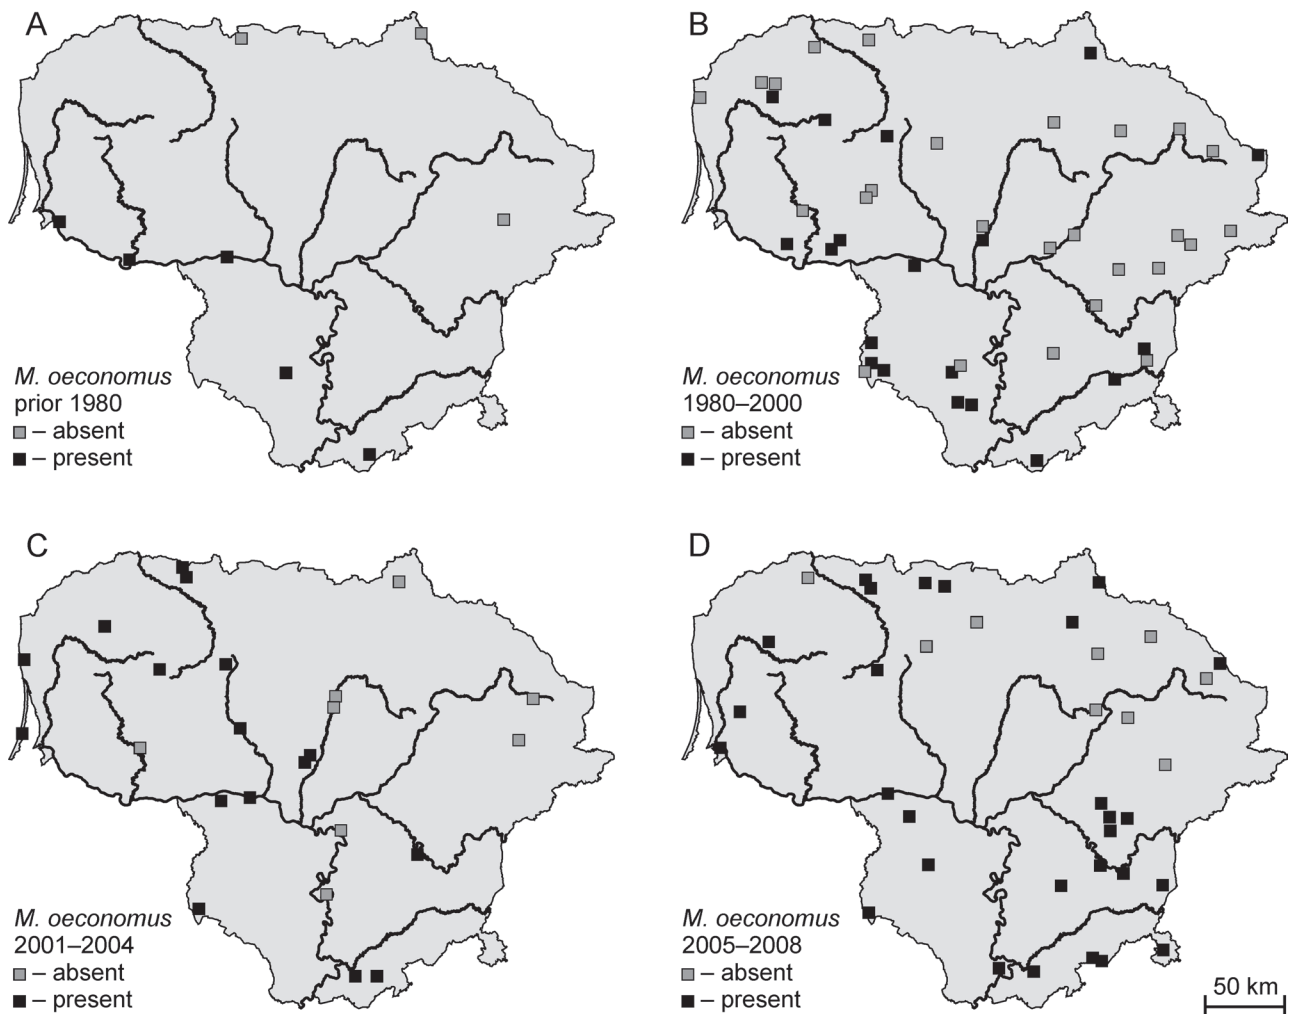 A
M. oeconomus
prior 1980
– absent
– present
B
M. oeconomus
1980–2000
– absent
– present
C
M. oeconomus
2001–2004
– absent
– present
D
M. oeconomus
2005–2008
– absent
– present
50 km